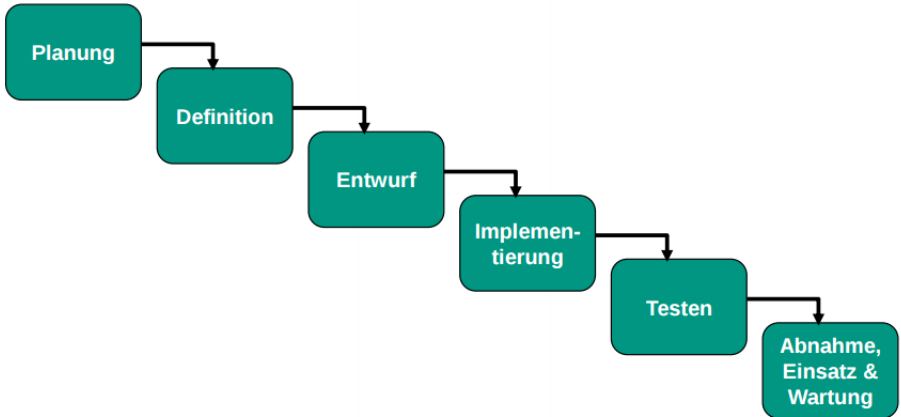 Planung
Definition
Entwurf
Implemen-
tierung
Testen
Abnahme,
Einsatz &
Wartung